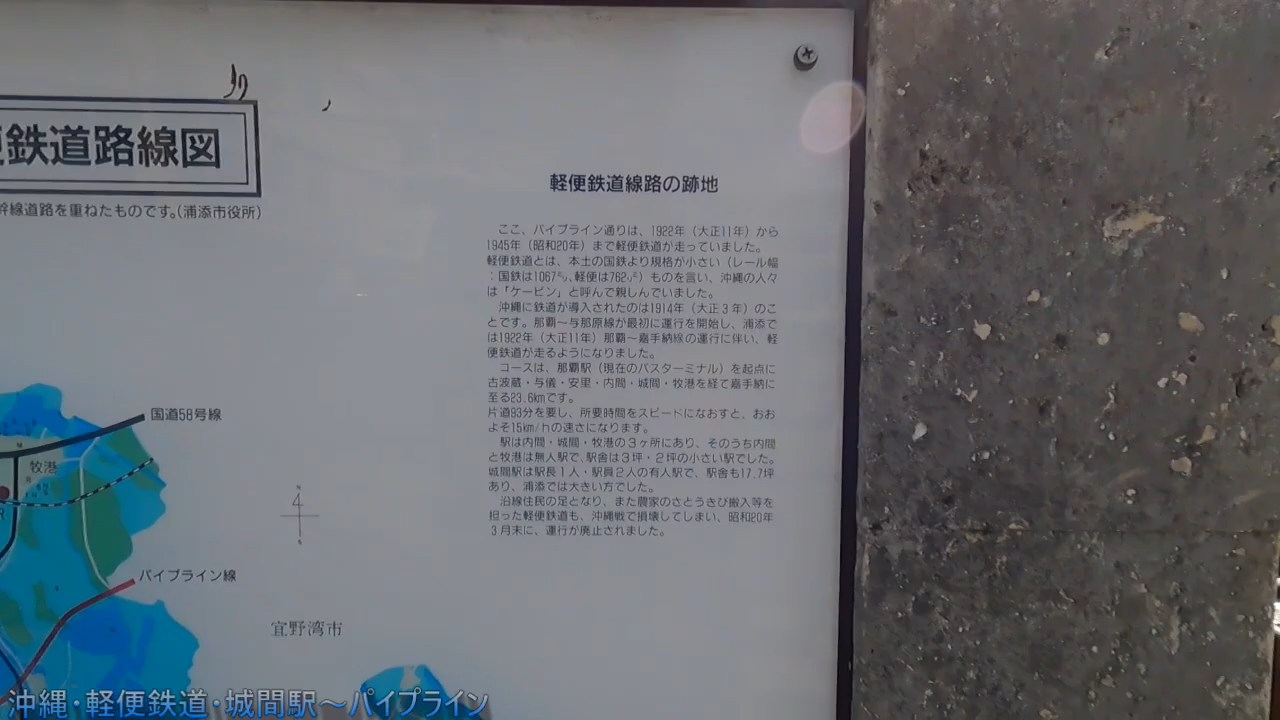 鉄道路線図
幹線道路を重ねたものです。(浦添市役所)
軽便鉄道線路の跡地
ここ、パイプライン通りは、1922年（大正11年）から
1945年（昭和20年）まで軽便鉄道が走っていました。
軽便鉄道とは、本土の国鉄より規格が小さい（レール幅
：国鉄は1067㍉、軽便は762㍉）ものを言い、沖縄の人々
は「ケービン」と呼んで親しんでいました。
沖縄に鉄道が導入されたのは1914年（大正３年）のこ
とです。那覇〜与那原線が最初に運行を開始し、浦添で
は1922年（大正11年）那覇〜嘉手納線の運行に伴い、軽
便鉄道が走るようになりました。
コースは、那覇駅（現在のバスターミナル）を起点に
古波蔵・与儀・安里・内間・城間・牧港を経て嘉手納に
至る23.6kmです。
片道93分を要し、所要時間をスピードになおすと、おお
よそ15km/hの速さになります。
駅は内間・城間・牧港の３ヶ所にあり、そのうち内間
と牧港は無人駅で、駅舎は３坪・２坪の小さい駅でした。
城間駅は駅長１人・駅員２人の有人駅で、駅舎も17.7坪
あり、浦添では大きい方でした。
沿線住民の足となり、また農家のさとうきび搬入等を
担った軽便鉄道も、沖縄戦で損壊してしまい、昭和20年
３月末に、運行が廃止されました。
国道58号線
牧港
パイプライン線
宜野湾市
沖縄・軽便鉄道・城間駅～パイプライン